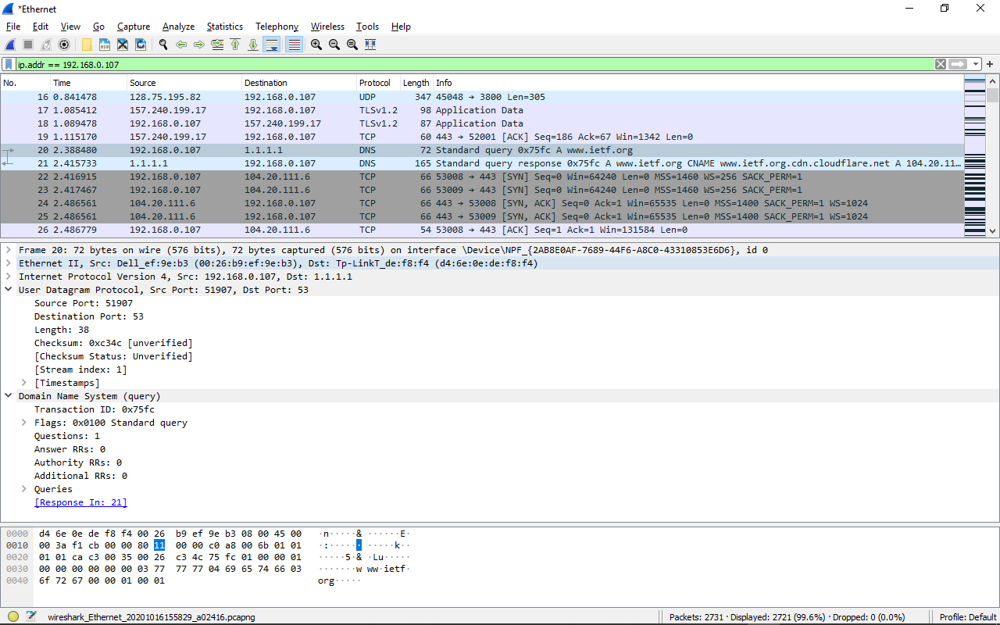 *Ethernet
File Edit View Go Capture Analyze Statistics Telephony Wireless Tools Help
ip.addr == 192.168.0.107
No. Time Source Destination Protocol Length Info
16 0.841478 128.75.195.82 192.168.0.107 UDP 347 45048 → 3800 Len=305
17 1.085412 157.240.199.17 192.168.0.107 TLSv1.2 98 Application Data
18 1.089478 192.168.0.107 157.240.199.17 TLSv1.2 87 Application Data
19 1.115170 157.240.199.17 192.168.0.107 TCP 60 443 → 52001 [ACK] Seq=186 Ack=67 Win=1342 Len=0
20 2.388480 192.168.0.107 1.1.1.1 DNS 72 Standard query 0x75fc A www.ietf.org
21 2.415733 1.1.1.1 192.168.0.107 DNS 165 Standard query response 0x75fc A www.ietf.org CNAME www.ietf.org.cdn.cloudflare.net A 104.20.11…
22 2.416915 192.168.0.107 104.20.111.6 TCP 66 53008 → 443 [SYN] Seq=0 Win=64240 Len=0 MSS=1460 WS=256 SACK_PERM=1
23 2.417467 192.168.0.107 104.20.111.6 TCP 66 53009 → 443 [SYN] Seq=0 Win=64240 Len=0 MSS=1460 WS=256 SACK_PERM=1
24 2.486561 104.20.111.6 192.168.0.107 TCP 66 443 → 53008 [SYN, ACK] Seq=0 Ack=1 Win=65535 Len=0 MSS=1400 SACK_PERM=1 WS=1024
25 2.486561 104.20.111.6 192.168.0.107 TCP 66 443 → 53009 [SYN, ACK] Seq=0 Ack=1 Win=65535 Len=0 MSS=1400 SACK_PERM=1 WS=1024
26 2.486779 192.168.0.107 104.20.111.6 TCP 54 53008 → 443 [ACK] Seq=1 Ack=1 Win=131584 Len=0
Frame 20: 72 bytes on wire (576 bits), 72 bytes captured (576 bits) on interface \Device\NPF_{2AB8E0AF-7689-44F6-A8C0-43310853E6D6}, id 0
Ethernet II, Src: Dell_ef:9e:b3 (00:26:b9:ef:9e:b3), Dst: Tp-LinkT_de:f8:f4 (d4:6e:0e:de:f8:f4)
Internet Protocol Version 4, Src: 192.168.0.107, Dst: 1.1.1.1
User Datagram Protocol, Src Port: 51907, Dst Port: 53
Source Port: 51907
Destination Port: 53
Length: 38
Checksum: 0xc34c [unverified]
[Checksum Status: Unverified]
[Stream index: 1]
[Timestamps]
Domain Name System (query)
Transaction ID: 0x75fc
Flags: 0x0100 Standard query
Questions: 1
Answer RRs: 0
Authority RRs: 0
Additional RRs: 0
Queries
[Response In: 21]
0000 d4 6e 0e de f8 f4 00 26 b9 ef 9e b3 08 00 45 00 ·n·····& ······E·
0010 00 3a f1 cb 00 00 80 11 00 00 c0 a8 00 6b 01 01 ·:······ ·····k··
0020 01 01 ca c3 00 35 00 26 c3 4c 75 fc 01 00 00 01 ·····5·& ·Lu·····
0030 00 00 00 00 00 00 03 77 77 77 04 69 65 74 66 03 ·······w ww·ietf·
0040 6f 72 67 00 00 01 00 01 org·····
wireshark_Ethernet_20201016155829_a02416.pcapng
Packets: 2731 · Displayed: 2721 (99.6%) · Dropped: 0 (0.0%)
Profile: Default